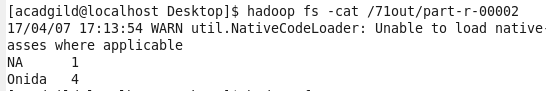 [acadgild@localhost Desktop]$ hadoop fs -cat /71out/part-r-00002
17/04/07 17:13:54 WARN util.NativeCodeLoader: Unable to load native-
asses where applicable
NA 1
Onida 4